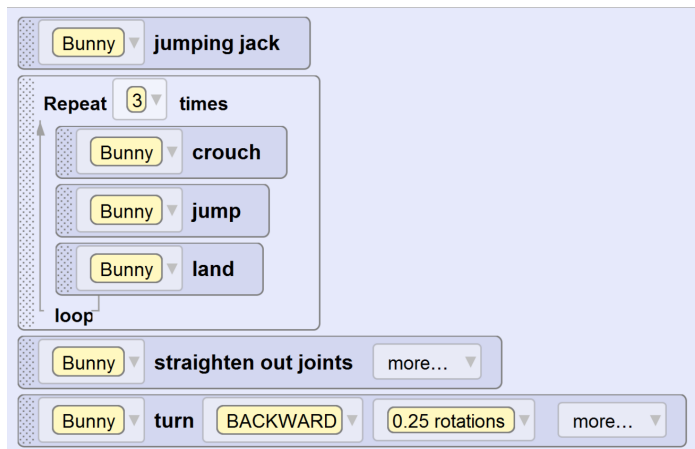 Bunny jumping jack
Repeat 3 times
Bunny crouch
Bunny jump
Bunny land
loop
Bunny straighten out joints more...
Bunny turn BACKWARD 0.25 rotations more...